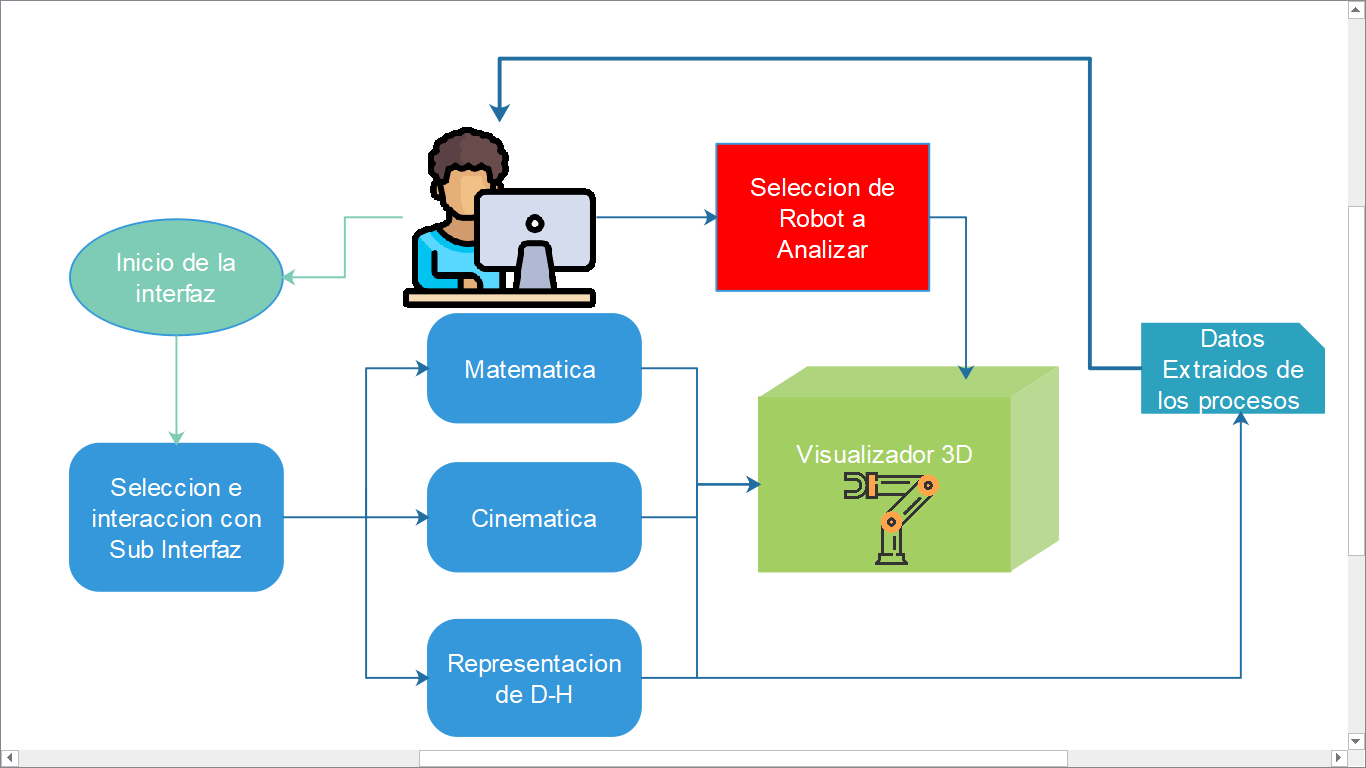 Seleccion de
Robot a
Analizar
Inicio de la
interfaz
Datos
Extraidos de
los procesos
Matematica
Visualizador 3D
Seleccion e
interaccion con
Sub Interfaz
Cinematica
Representacion
de D-H